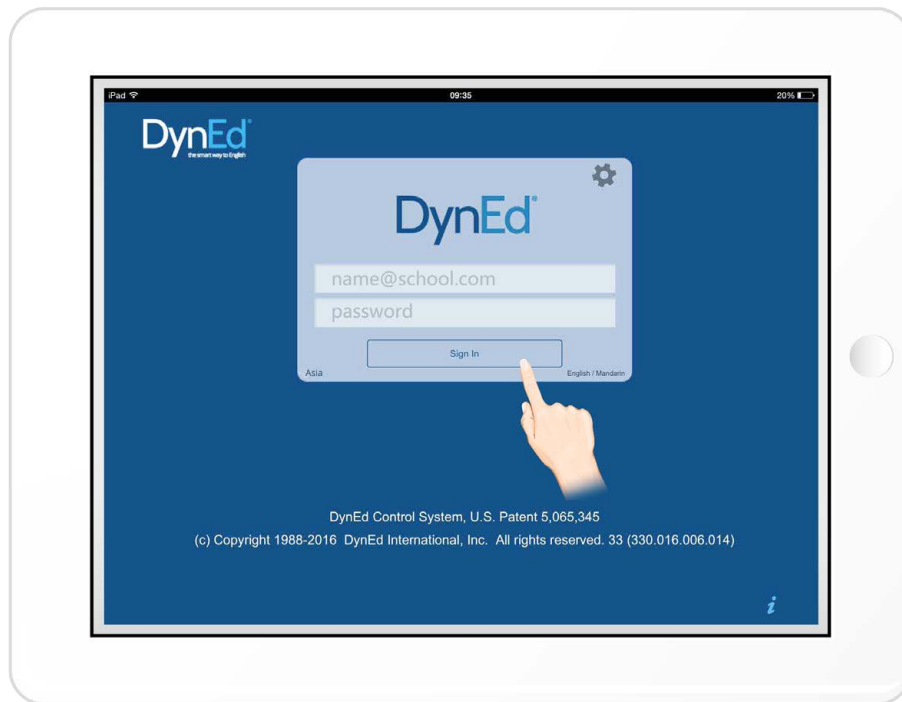 iPad 09:35 20%
DynEd®
the smart way to English
DynEd®
name@school.com
password
Sign In
Asia English / Mandarin
DynEd Control System, U.S. Patent 5,065,345
(c) Copyright 1988-2016 DynEd International, Inc. All rights reserved. 33 (330.016.006.014)
i